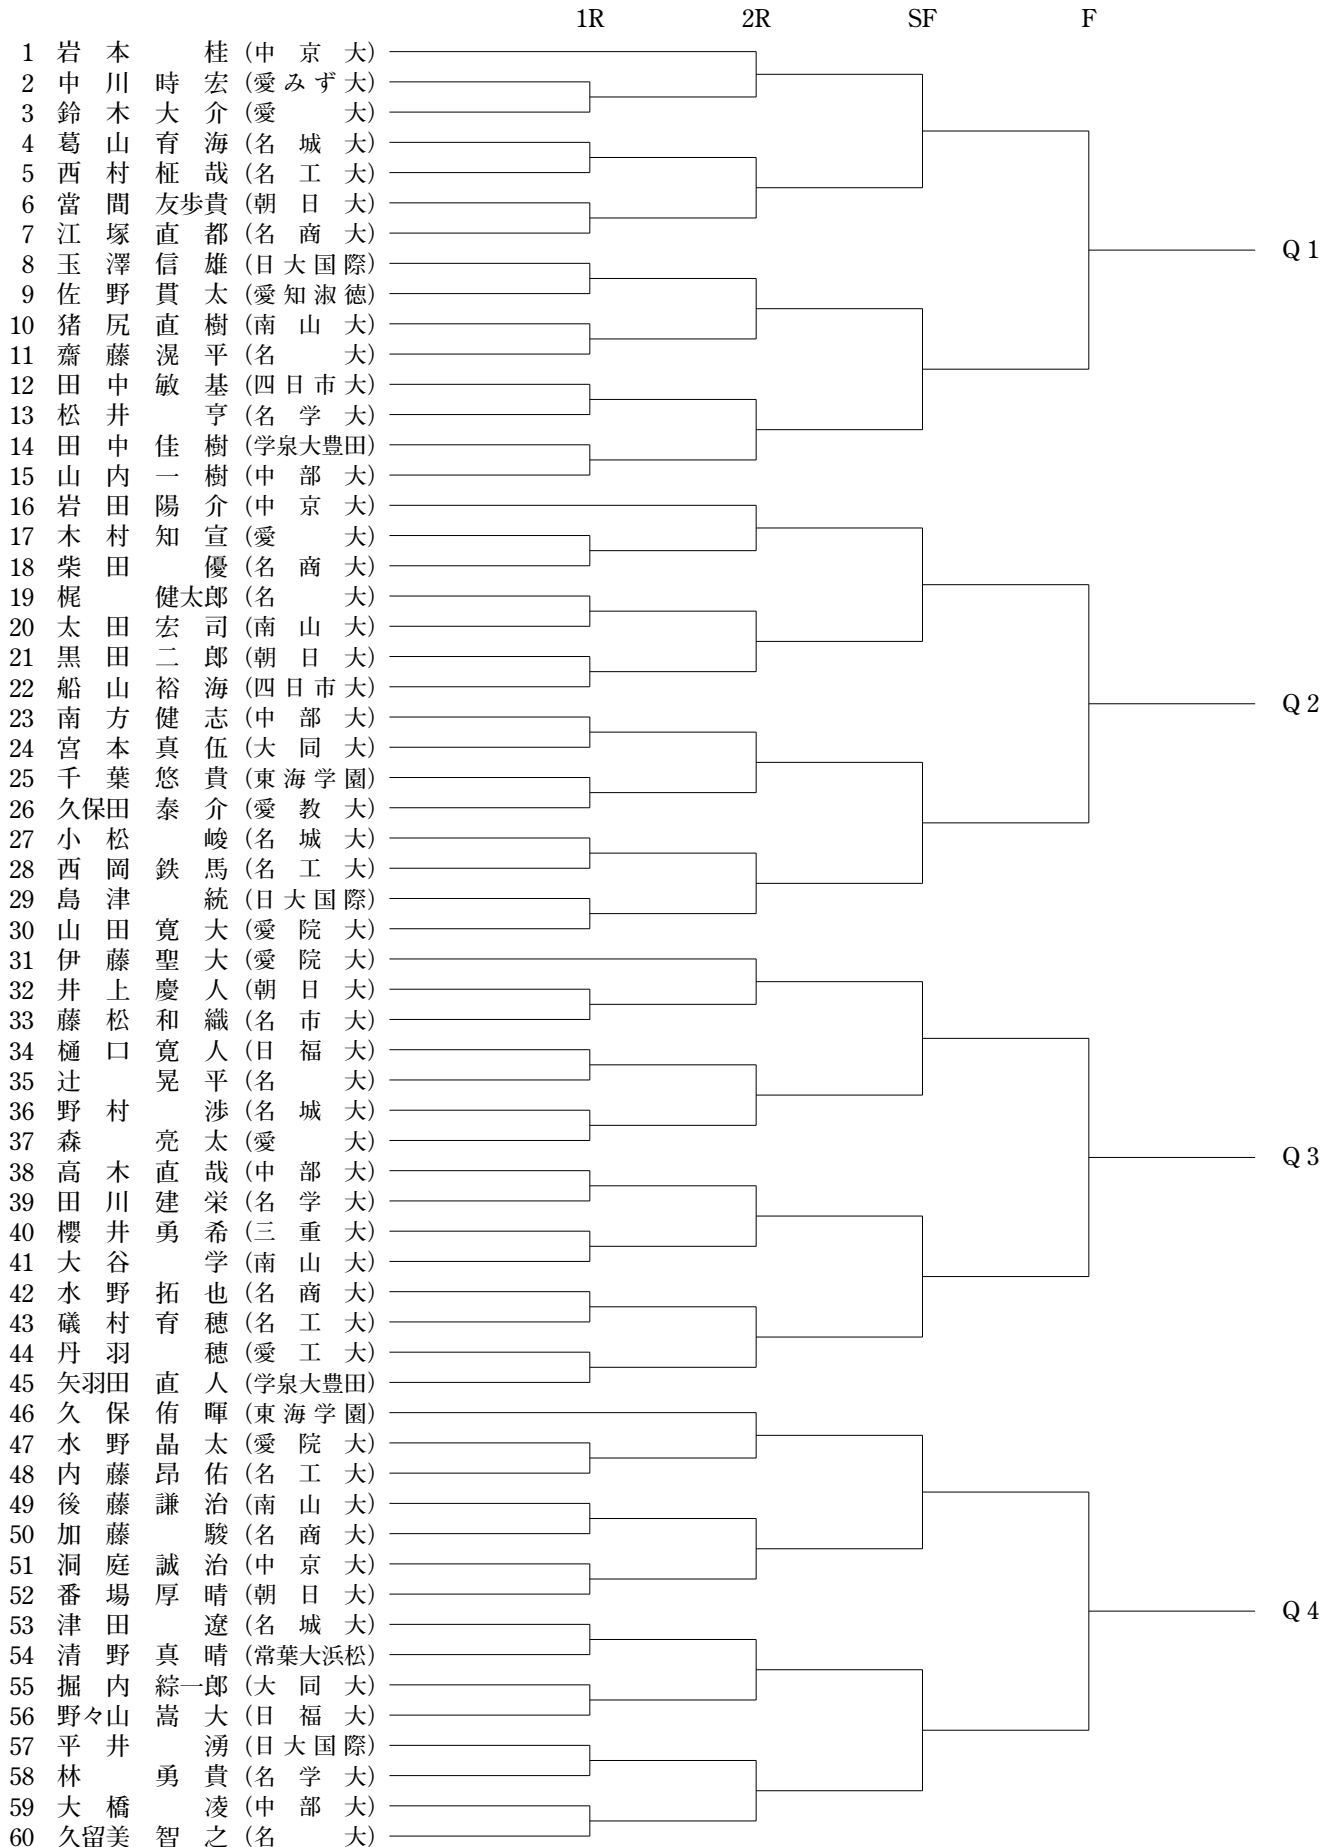 1R 2R SF F
1 岩本 桂 (中京大)
2 中川時宏 (愛みず大)
3 鈴木大介 (愛大)
4 葛山育海 (名城大)
5 西村柾哉 (名工大)
6 當間友歩貴 (朝日大)
7 江塚直都 (名商大)
8 玉澤信雄 (日大国際)
Q1
9 佐野貫太 (愛知淑徳)
10 猪尻直樹 (南山大)
11 齋藤滉平 (名大)
12 田中敏基 (四日市大)
13 松井 亨 (名学大)
14 田中佳樹 (学泉大豊田)
15 山内一樹 (中部大)
16 岩田陽介 (中京大)
17 木村知宣 (愛大)
18 柴田 優 (名商大)
19 梶 健太郎 (名大)
20 太田宏司 (南山大)
21 黒田二郎 (朝日大)
22 船山裕海 (四日市大)
23 南方健志 (中部大)
Q2
24 宮本真伍 (大同大)
25 千葉悠貴 (東海学園)
26 久保田泰介 (愛教大)
27 小松 峻 (名城大)
28 西岡鉄馬 (名工大)
29 島津 統 (日大国際)
30 山田寛大 (愛院大)
31 伊藤聖大 (愛院大)
32 井上慶人 (朝日大)
33 藤松和織 (名市大)
34 樋口寛人 (日福大)
35 辻 晃平 (名大)
36 野村 渉 (名城大)
37 森 亮太 (愛大)
38 高木直哉 (中部大)
Q3
39 田川建栄 (名学大)
40 櫻井勇希 (三重大)
41 大谷 学 (南山大)
42 水野拓也 (名商大)
43 礒村育穂 (名工大)
44 丹羽 穂 (愛工大)
45 矢羽田直人 (学泉大豊田)
46 久保侑暉 (東海学園)
47 水野晶太 (愛院大)
48 内藤昂佑 (名工大)
49 後藤謙治 (南山大)
50 加藤 駿 (名商大)
51 洞庭誠治 (中京大)
52 番場厚晴 (朝日大)
53 津田 遼 (名城大)
Q4
54 清野真晴 (常葉大浜松)
55 掘内綜一郎 (大同大)
56 野々山嵩大 (日福大)
57 平井 湧 (日大国際)
58 林 勇貴 (名学大)
59 大橋 凌 (中部大)
60 久留美智之 (名大)